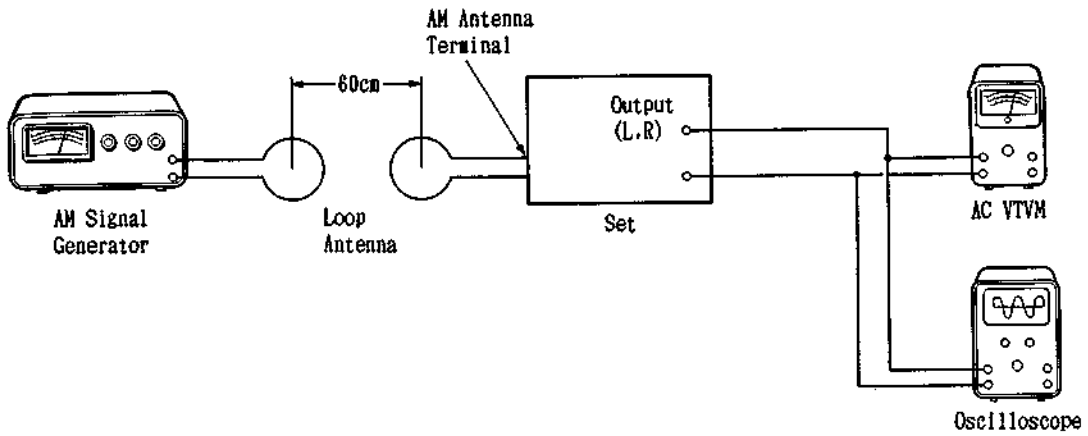 AM Antenna
Terminal
60cm
Output
(L.R)
AM Signal
Generator
Loop
Antenna
Set
AC VTVM
Oscilloscope